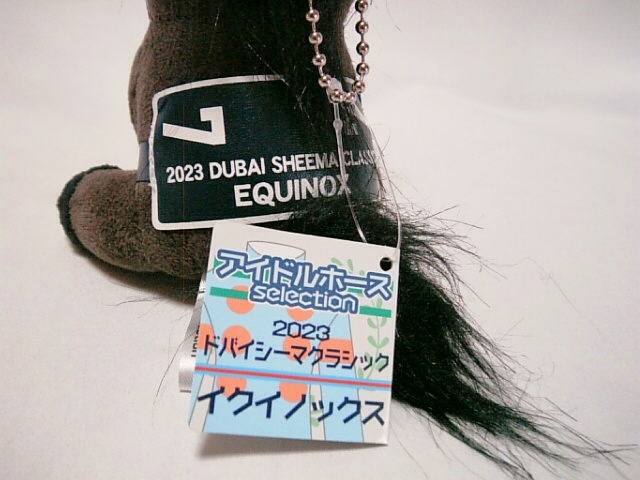 7
2023 DUBAI SHEEMA
EQUINOX
アイドルホース
selection
2023
ドバイシーマクラシック
イクイノックス